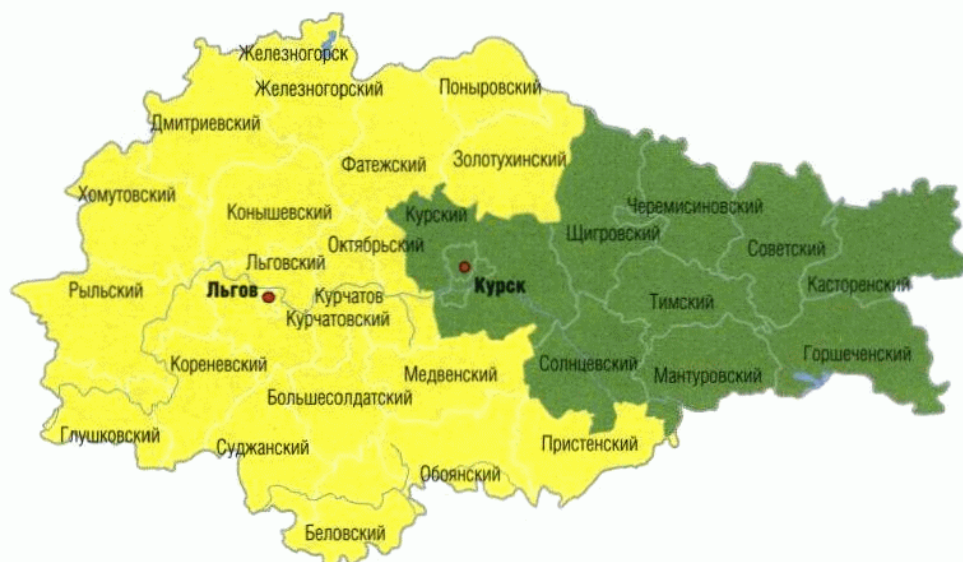 Железногорск
Железногорский
Поныровский
Дмитриевский
Фатежский
Золотухинский
Хомутовский
Конышевский
Курский
Черемисиновский
Октябрьский
Щигровский
Советский
Льговский
Рыльский
Льгов
Курчатов
Курск
Касторенский
Тимский
Курчатовский
Кореневский
Медвенский
Солнцевский
Мантуровский
Горшеченский
Большесолдатский
Глушковский
Суджанский
Пристенский
Обоянский
Беловский